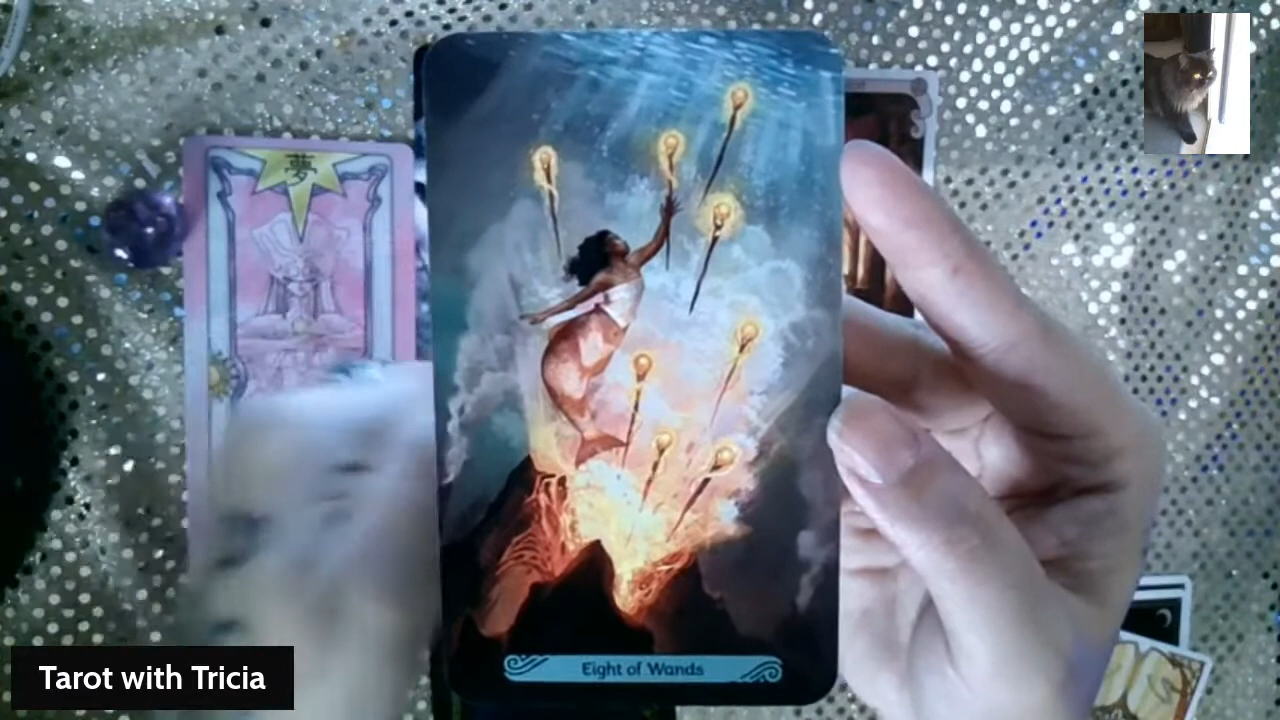 夢
Eight of Wands
Tarot with Tricia